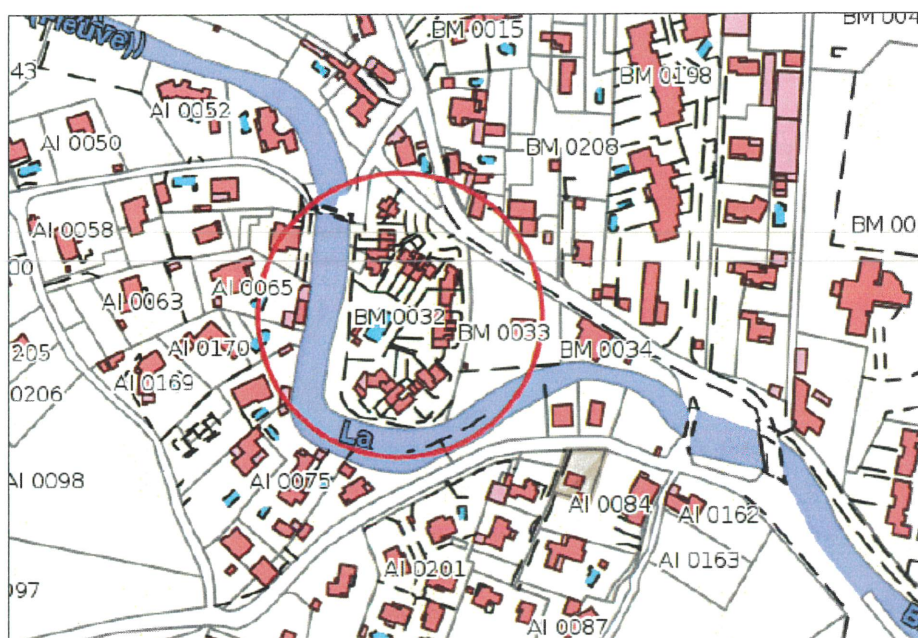 (Fleuve))
BM 0015
BM 004
43
AI 0052
BM 0198
AI 0050
BM 0208
AI 0058
BM 00
00
AI 0063
AI 0065
BM 0032
BM 0033
AI 0170
BM 0034
205
AI 0169
0206
La
AI 0098
AI 0075
AI 0084
AI 0162
AI 0163
AI 0201
097
AI 0087